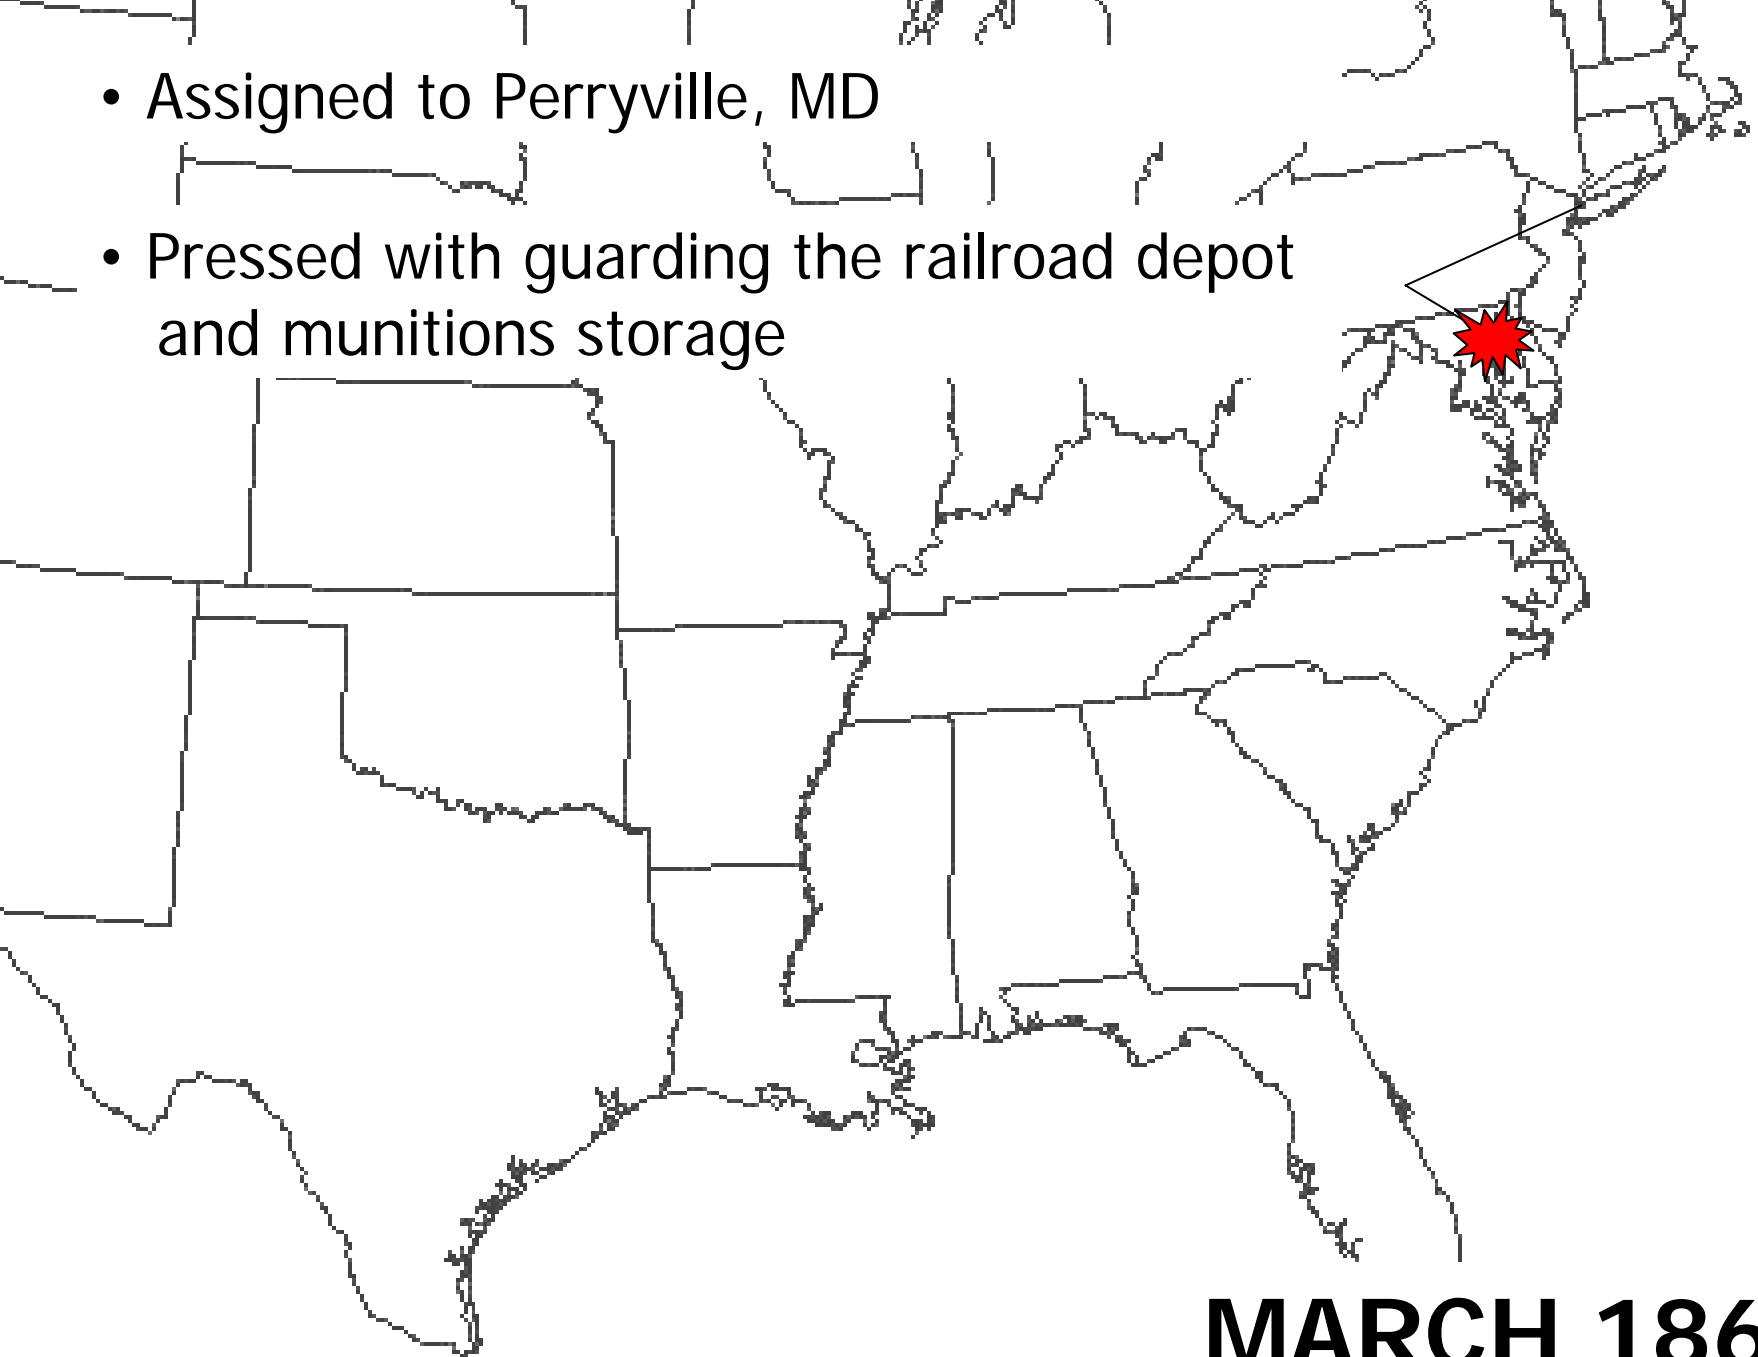 • Assigned to Perryville, MD
• Pressed with guarding the railroad depot
and munitions storage
MARCH 186